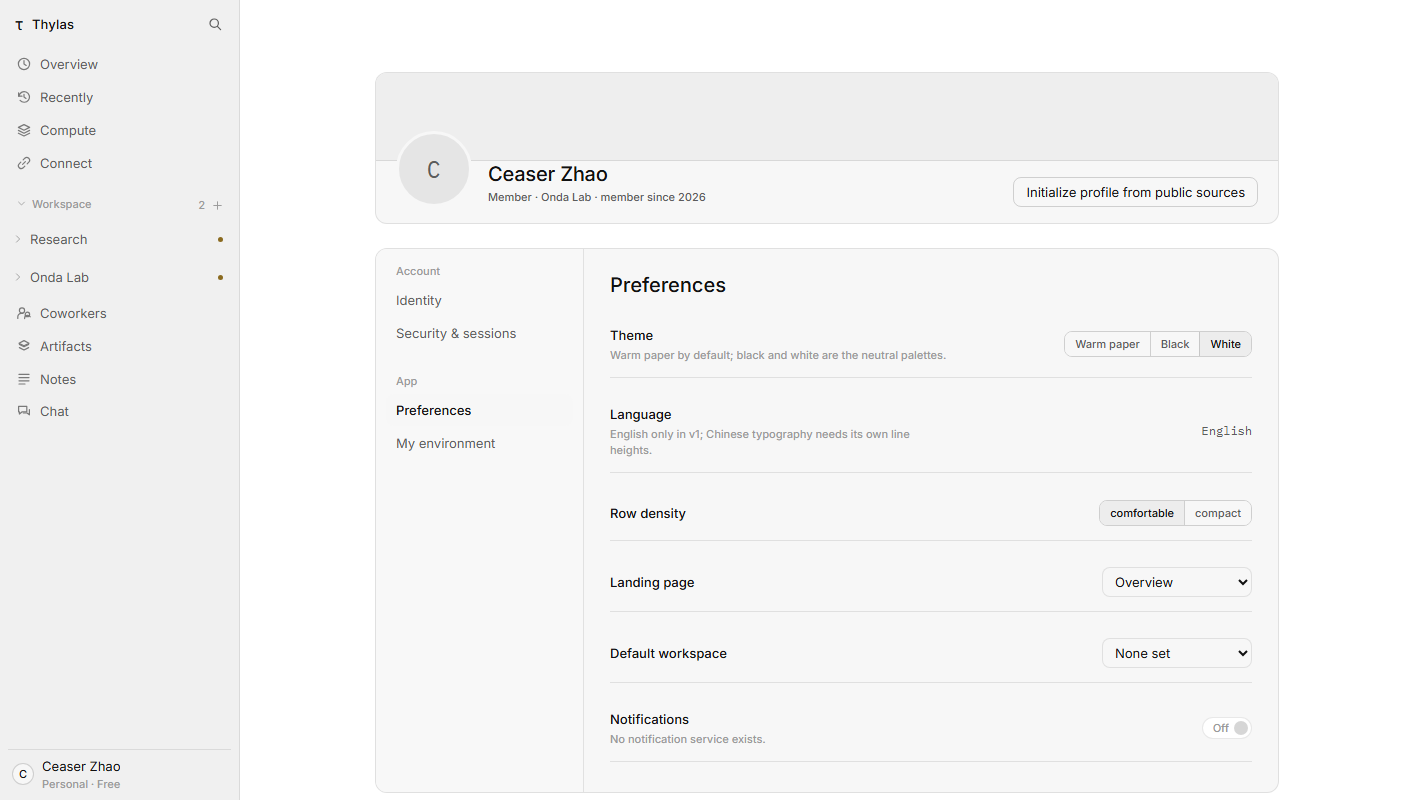 τ Thylas
Overview
Recently
Compute
Connect
Workspace 2 +
Research
Onda Lab
Coworkers
Artifacts
Notes
Chat
C
Ceaser Zhao
Personal · Free
C
Ceaser Zhao
Member · Onda Lab · member since 2026
Initialize profile from public sources
Account
Identity
Security & sessions
App
Preferences
My environment
Preferences
Theme
Warm paper by default; black and white are the neutral palettes.
Warm paper Black White
Language
English only in v1; Chinese typography needs its own line
heights.
English
Row density
comfortable compact
Landing page
Overview
Default workspace
None set
Notifications
No notification service exists.
Off